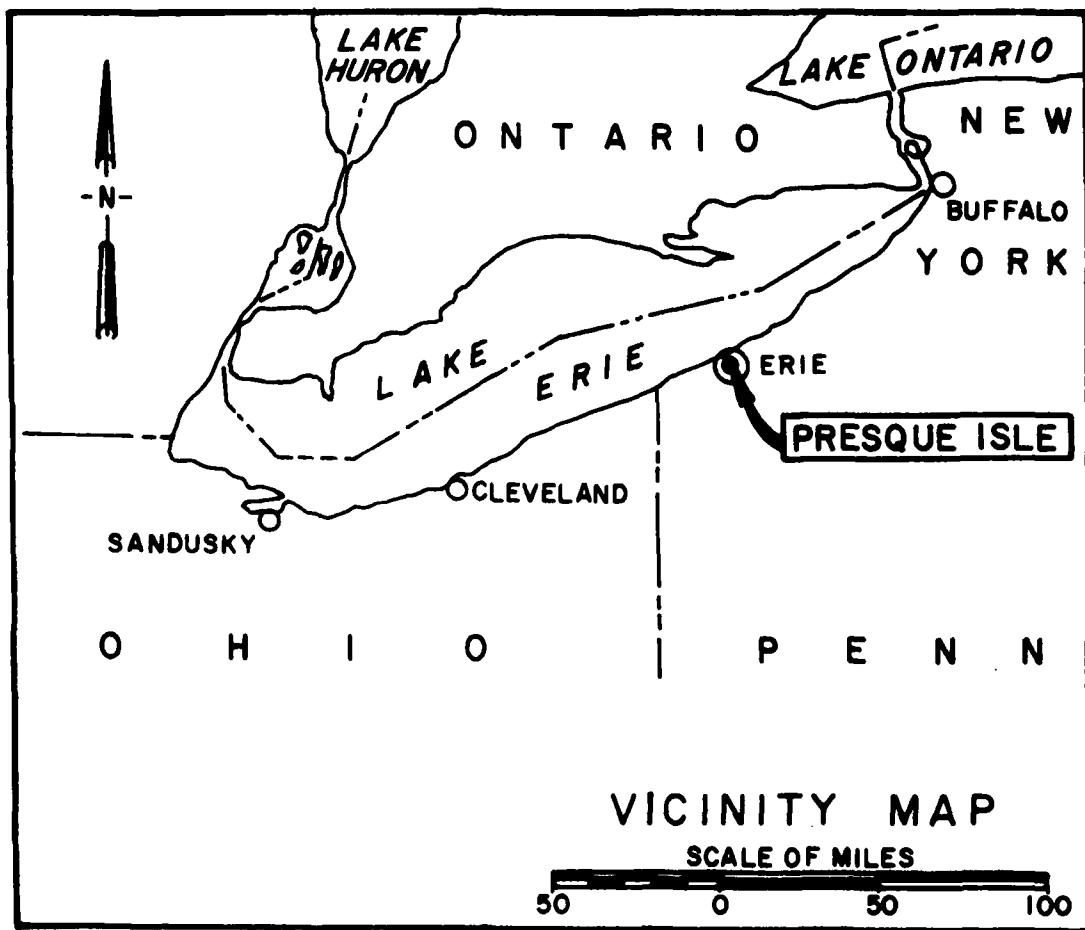 LAKE
HURON
LAKE ONTARIO
ONTARIO
NEW
-N-
BUFFALO
YORK
LAKE ERIE
ERIE
PRESQUE ISLE
CLEVELAND
SANDUSKY
OHIO
PENN
VICINITY MAP
SCALE OF MILES
50 0 50 100